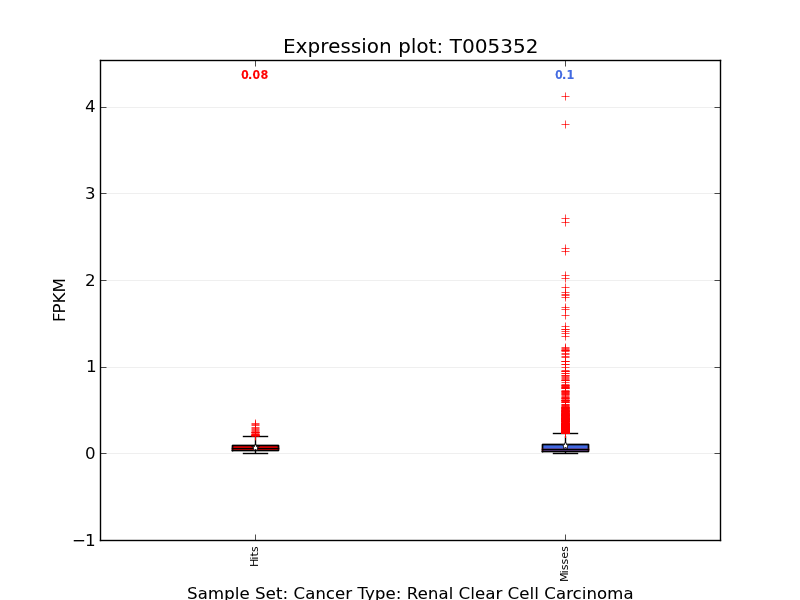 Expression plot: T005352
0.08
0.1
4
3
2
1
0
−1
FPKM
Hits
Misses
Sample Set: Cancer Type: Renal Clear Cell Carcinoma